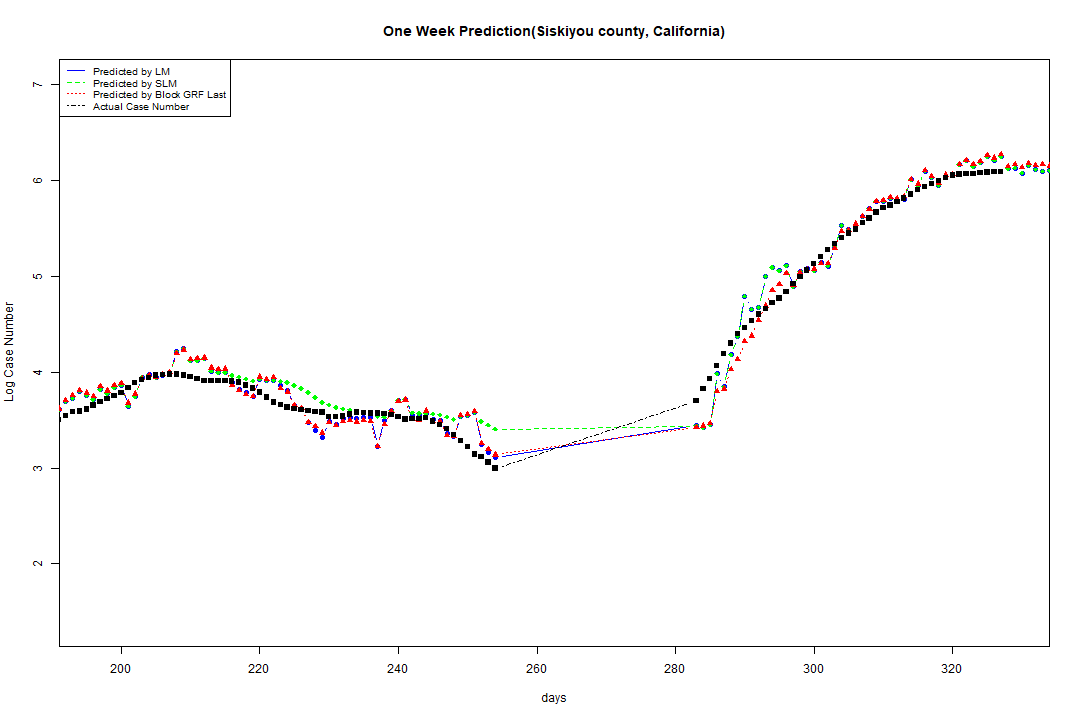 One Week Prediction(Siskiyou county, California)
Predicted by LM
Predicted by SLM
Predicted by Block GRF Last
Actual Case Number
Log Case Number
7
6
5
4
3
2
200
220
240
260
280
300
320
days